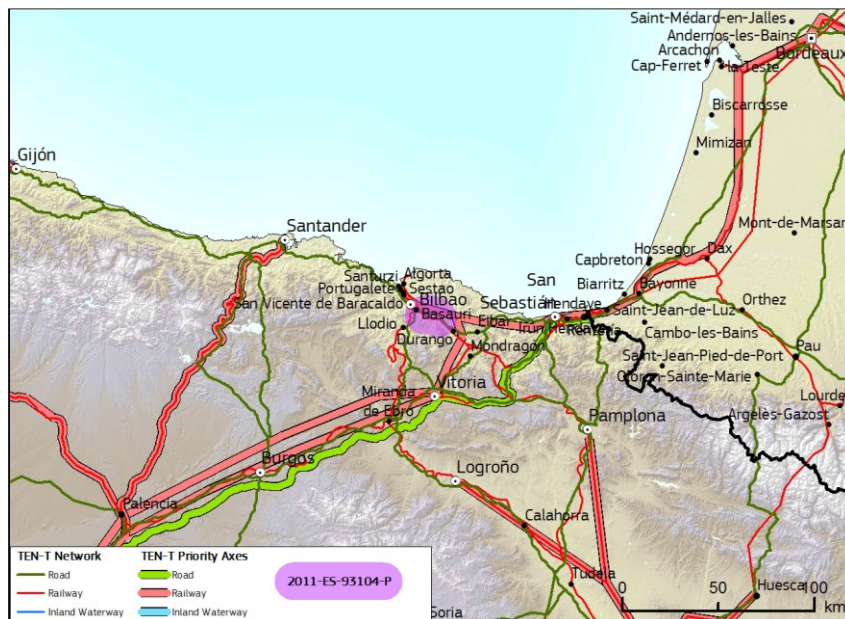 Saint-Médard-en-Jalles
Andernos-les-Bains
Arcachon
Bordeaux
Cap-Ferret
la-Teste
Biscarrosse
Mimizan
Gijón
Mont-de-Marsan
Santander
Hossegor
Dax
Capbreton
Algorta
Santurzi
San
Biarritz
Bayonne
Portugalete
Sestao
San Vicente de Baracaldo
Bilbao
Sebastián
Hendaye
Saint-Jean-de-Luz
Orthez
Basauri
Llodio
Eibar
Irun
Cambo-les-Bains
Durango
Mondragón
Saint-Jean-Pied-de-Port
Pau
Oloron-Sainte-Marie
Miranda
de Ebro
Vitoria
Lourde
Argelès-Gazost
Pamplona
Burgos
Logroño
Palencia
Calahorra
TEN-T Network
TEN-T Priority Axes
Road
Road
2011-ES-93104-P
Railway
Railway
Inland Waterway
Inland Waterway
Soria
Tudela
Huesca
0 50 100
km